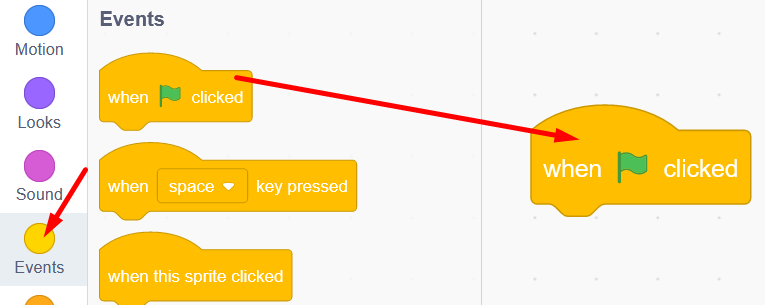 Motion
Looks
Sound
Events
Events
when clicked
when space key pressed
when this sprite clicked
when clicked